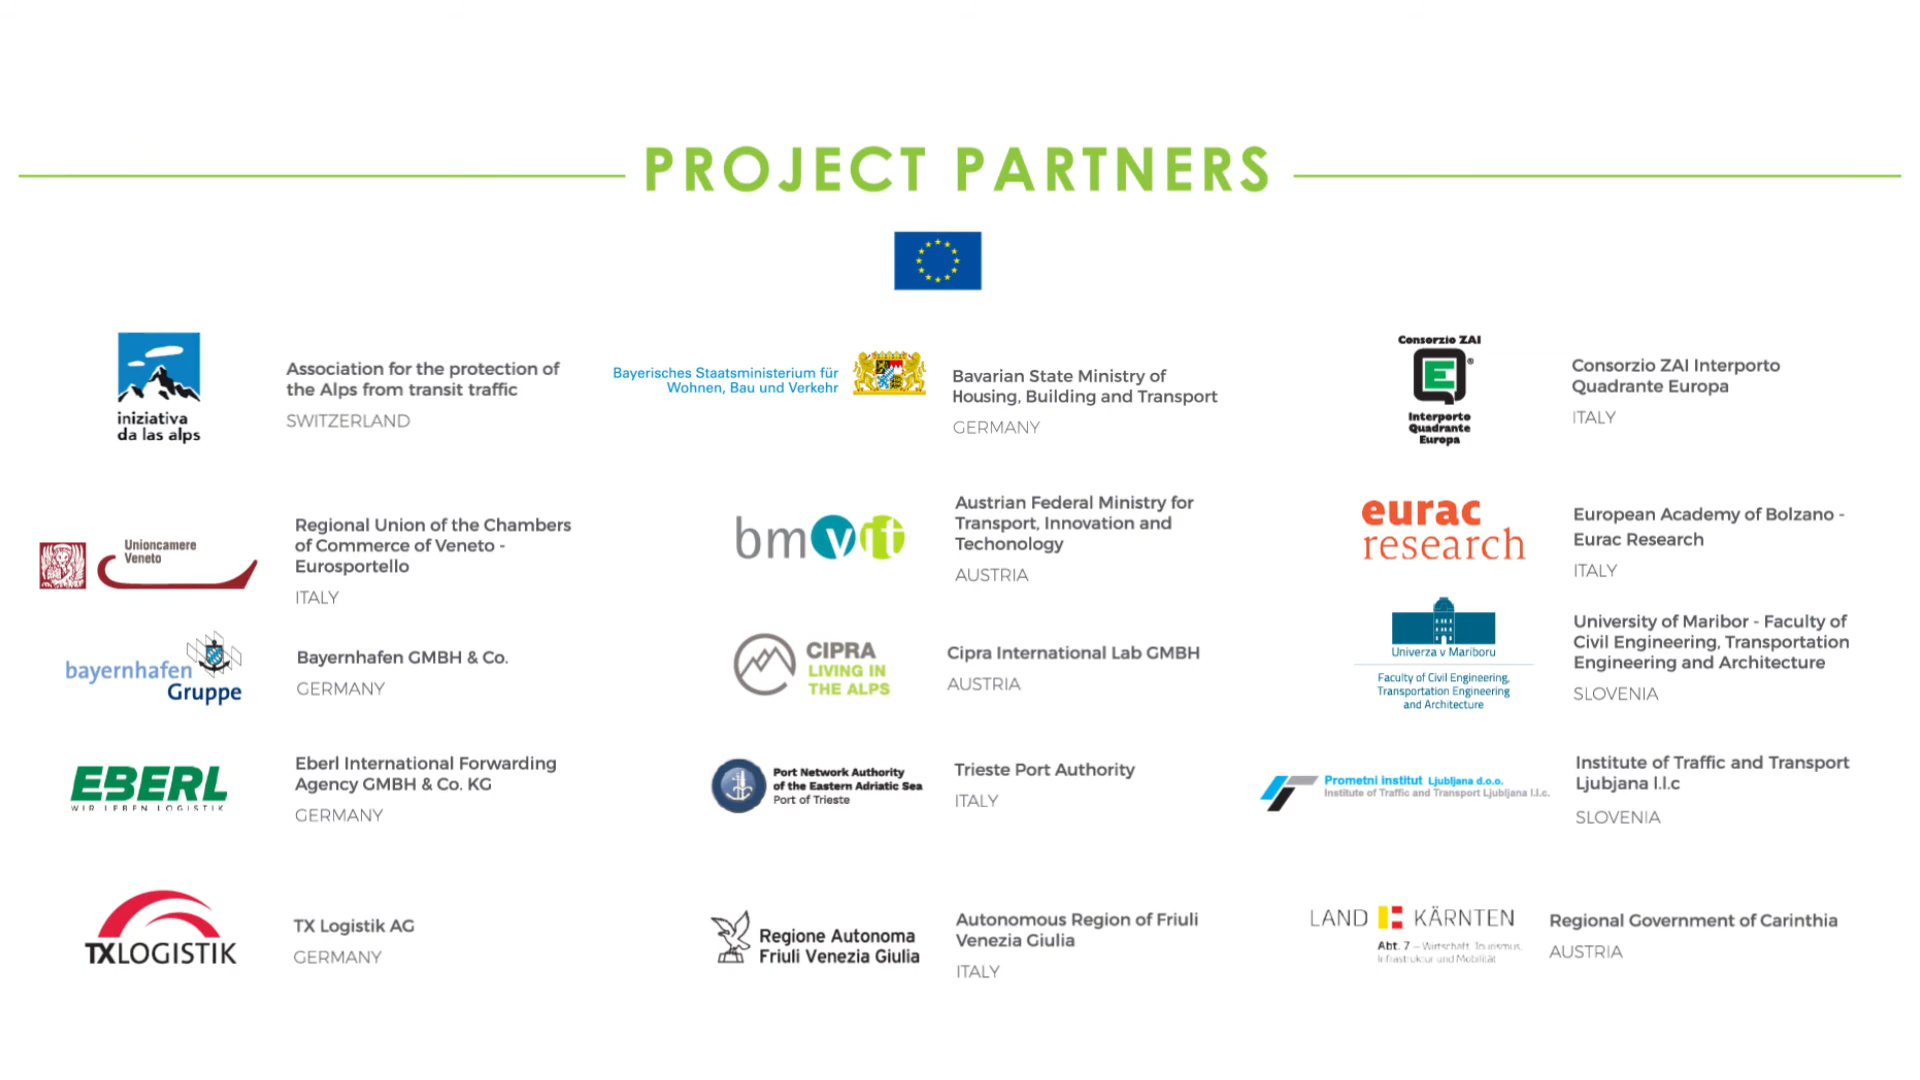 PROJECT PARTNERS
iniziativa
da las alps
Association for the protection of
the Alps from transit traffic
SWITZERLAND
Bayerisches Staatsministerium für
Wohnen, Bau und Verkehr
Bavarian State Ministry of
Housing, Building and Transport
GERMANY
Consorzio ZAI
E
®
Interporto
Quadrante
Europa
Consorzio ZAI Interporto
Quadrante Europa
ITALY
Unioncamere
Veneto
Regional Union of the Chambers
of Commerce of Veneto -
Eurosportello
ITALY
bmvit
Austrian Federal Ministry for
Transport, Innovation and
Techonology
AUSTRIA
eurac
research
European Academy of Bolzano -
Eurac Research
ITALY
bayernhafen
Gruppe
Bayernhafen GMBH & Co.
GERMANY
CIPRA
LIVING IN
THE ALPS
Cipra International Lab GMBH
AUSTRIA
Univerza v Mariboru
Faculty of Civil Engineering,
Transportation Engineering
and Architecture
University of Maribor - Faculty of
Civil Engineering, Transportation
Engineering and Architecture
SLOVENIA
EBERL
WIR LEBEN LOGISTIK
Eberl International Forwarding
Agency GMBH & Co. KG
GERMANY
Port Network Authority
of the Eastern Adriatic Sea
Port of Trieste
Trieste Port Authority
ITALY
Prometni institut Ljubljana d.o.o.
Institute of Traffic and Transport Ljubljana l.l.c.
Institute of Traffic and Transport
Ljubjana l.l.c
SLOVENIA
TXLOGISTIK
TX Logistik AG
GERMANY
Regione Autonoma
Friuli Venezia Giulia
Autonomous Region of Friuli
Venezia Giulia
ITALY
LAND KÄRNTEN
Abt. 7 – Wirtschaft, Tourismus,
Infrastruktur und Mobilität
Regional Government of Carinthia
AUSTRIA